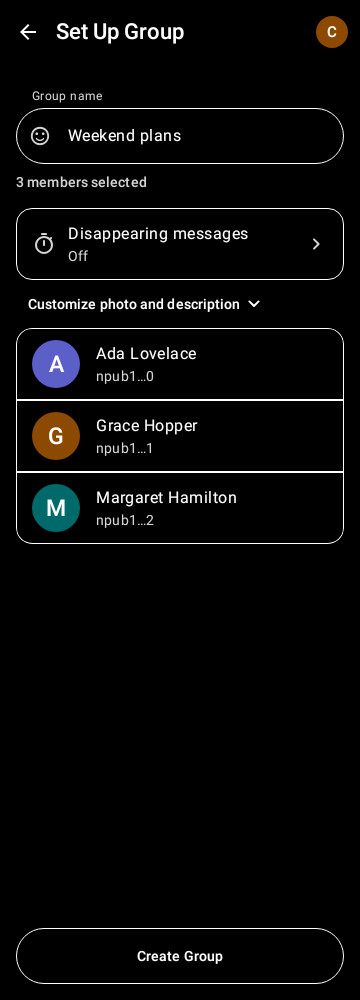 Set Up Group
C
Group name
Weekend plans
3 members selected
Disappearing messages
Off
Customize photo and description
A
Ada Lovelace
npub1…0
G
Grace Hopper
npub1…1
M
Margaret Hamilton
npub1…2
Create Group